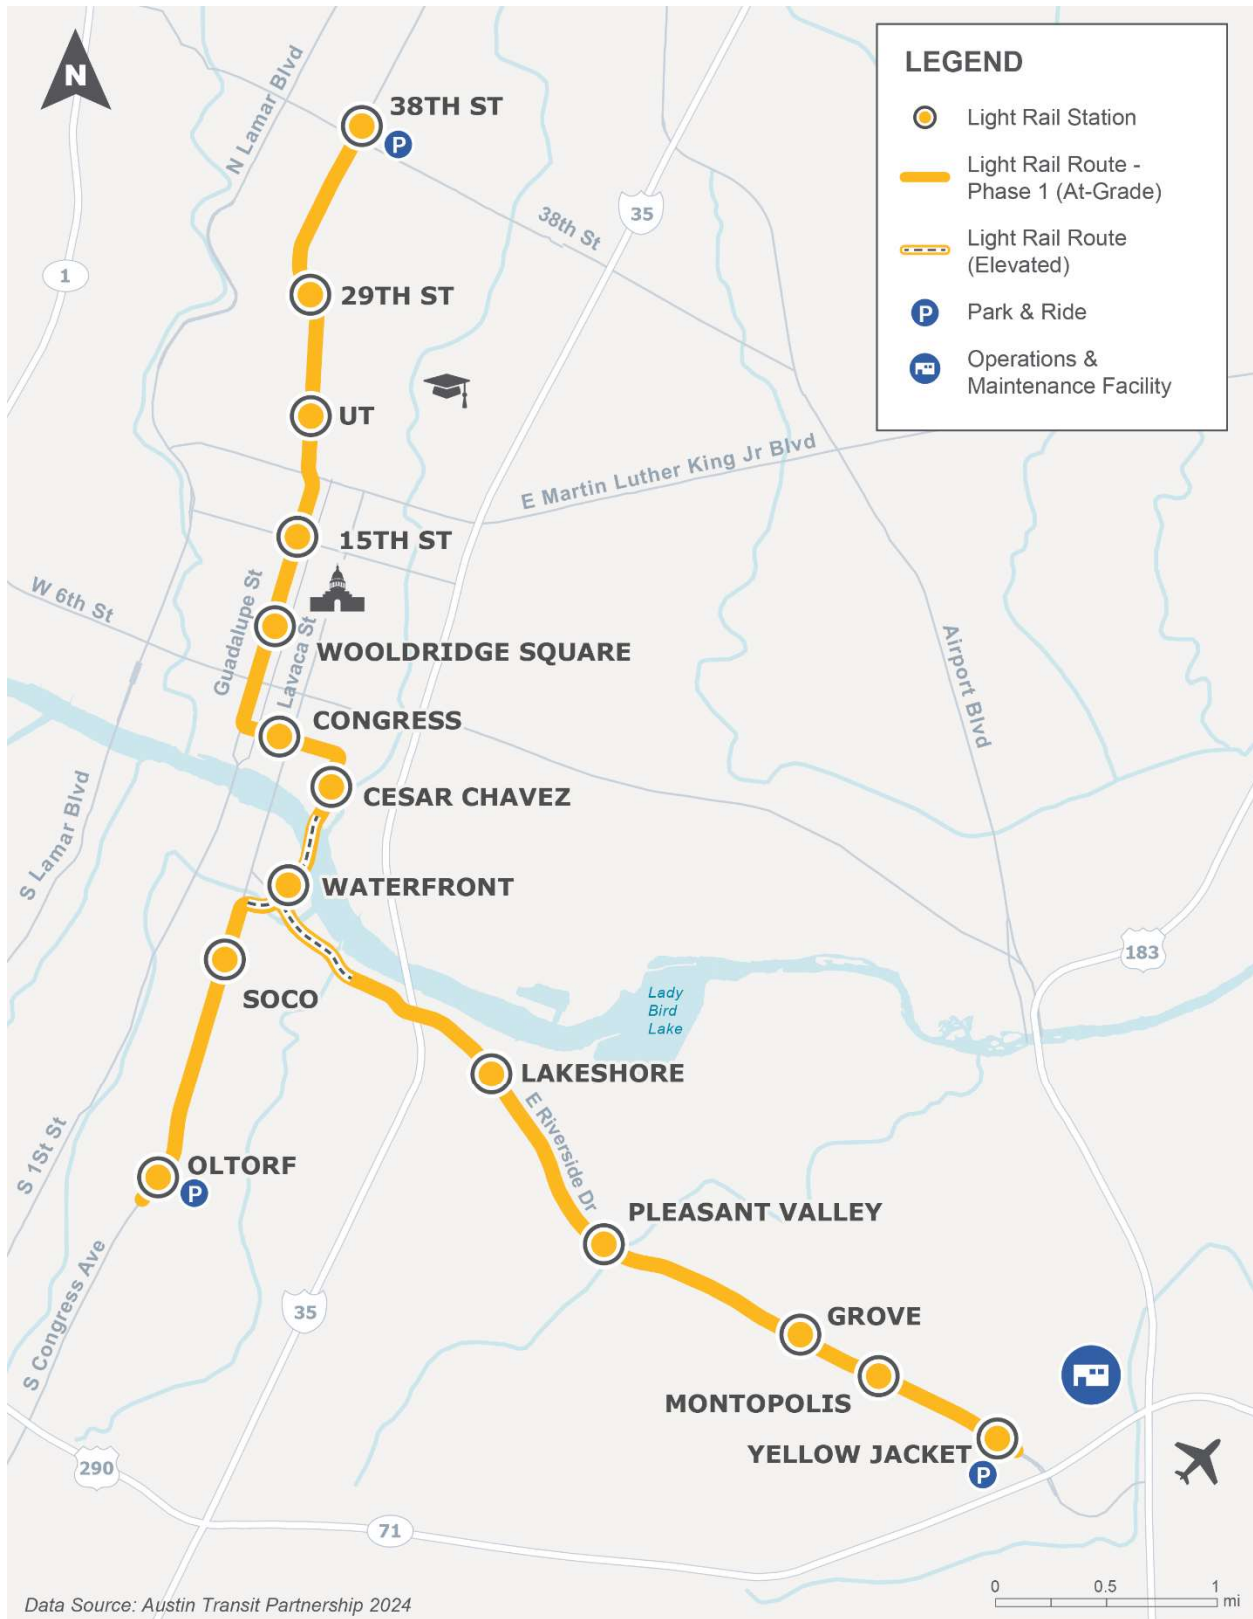 N
N Lamar Blvd
38TH ST
P
LEGEND
Light Rail Station
Light Rail Route -
Phase 1 (At-Grade)
Light Rail Route
(Elevated)
P
Park & Ride
Operations &
Maintenance Facility
35
38th St
1
29TH ST
UT
E Martin Luther King Jr Blvd
15TH ST
W 6th St
Guadalupe St
Lavaca St
WOOLDRIDGE SQUARE
Airport Blvd
CONGRESS
CESAR CHAVEZ
S Lamar Blvd
WATERFRONT
183
SOCO
Lady
Bird
Lake
LAKESHORE
E Riverside Dr
S 1St St
OLTORF
P
PLEASANT VALLEY
S Congress Ave
35
GROVE
MONTOPOLIS
YELLOW JACKET
P
290
71
0
0.5
1
mi
Data Source: Austin Transit Partnership 2024